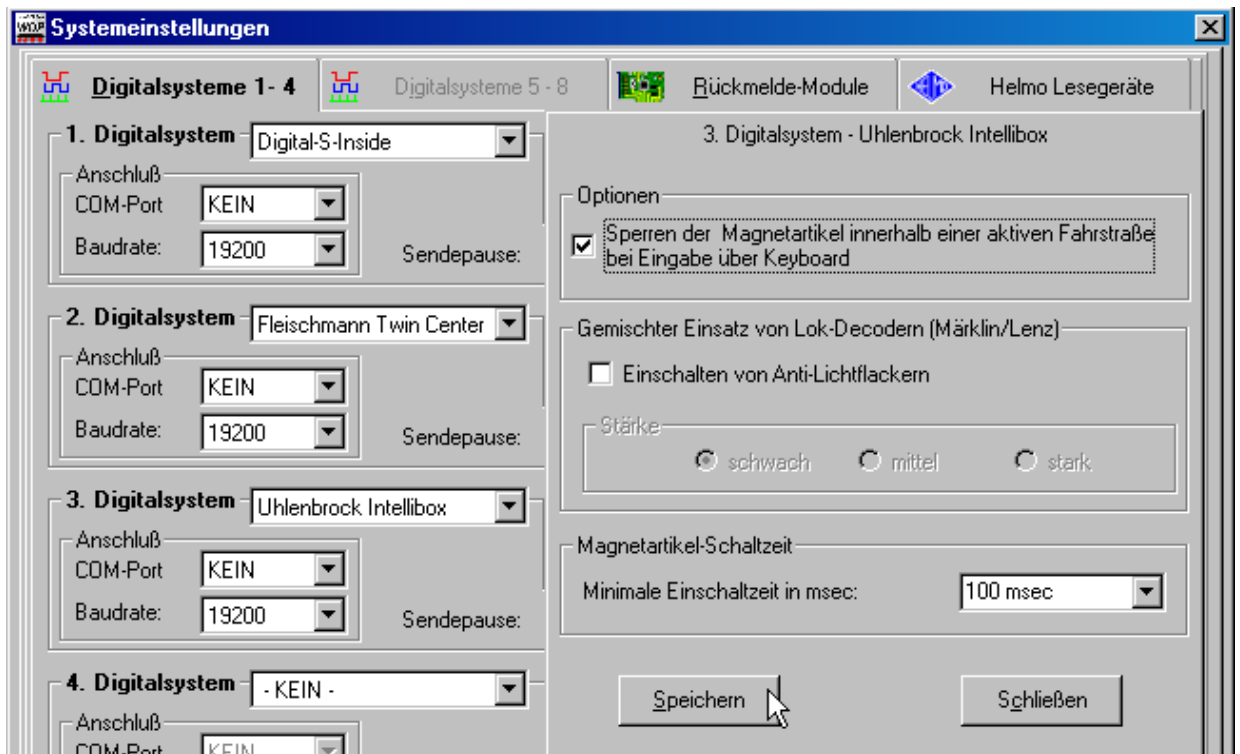 Systemeinstellungen
Digitalsysteme 1- 4
Digitalsysteme 5 - 8
Rückmelde-Module
Helmo Lesegeräte
1. Digitalsystem
Digital-S-Inside
Anschluß
COM-Port
KEIN
Baudrate:
19200
Sendepause:
2. Digitalsystem
Fleischmann Twin Center
Anschluß
COM-Port
KEIN
Baudrate:
19200
Sendepause:
3. Digitalsystem
Uhlenbrock Intellibox
Anschluß
COM-Port
KEIN
Baudrate:
19200
Sendepause:
4. Digitalsystem
- KEIN -
Anschluß
COM-Port
KEIN
3. Digitalsystem - Uhlenbrock Intellibox
Optionen
Sperren der Magnetartikel innerhalb einer aktiven Fahrstraße
bei Eingabe über Keyboard
Gemischter Einsatz von Lok-Decodern (Märklin/Lenz)
Einschalten von Anti-Lichtflackern
Stärke
schwach
mittel
stark
Magnetartikel-Schaltzeit
Minimale Einschaltzeit in msec:
100 msec
Speichern
Schließen